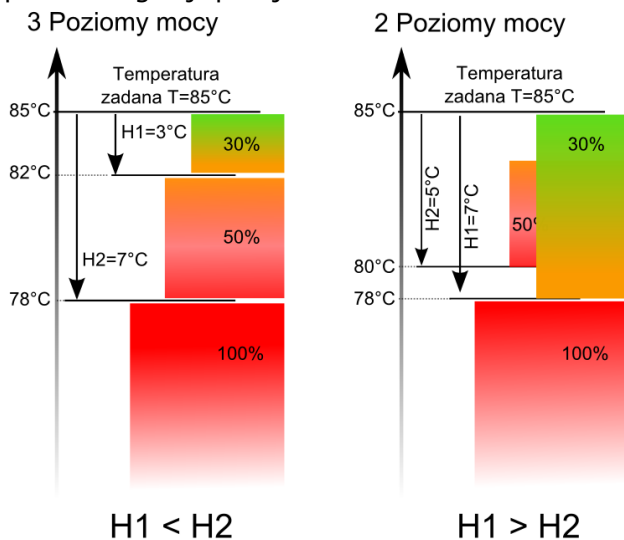 3 Poziomy mocy
Temperatura
zadana T=85°C
85°C
H1=3°C
30%
82°C
50%
H2=7°C
78°C
100%
H1 < H2
2 Poziomy mocy
Temperatura
zadana T=85°C
85°C
30%
H2=5°C
H1=7°C
50%
80°C
78°C
100%
H1 > H2